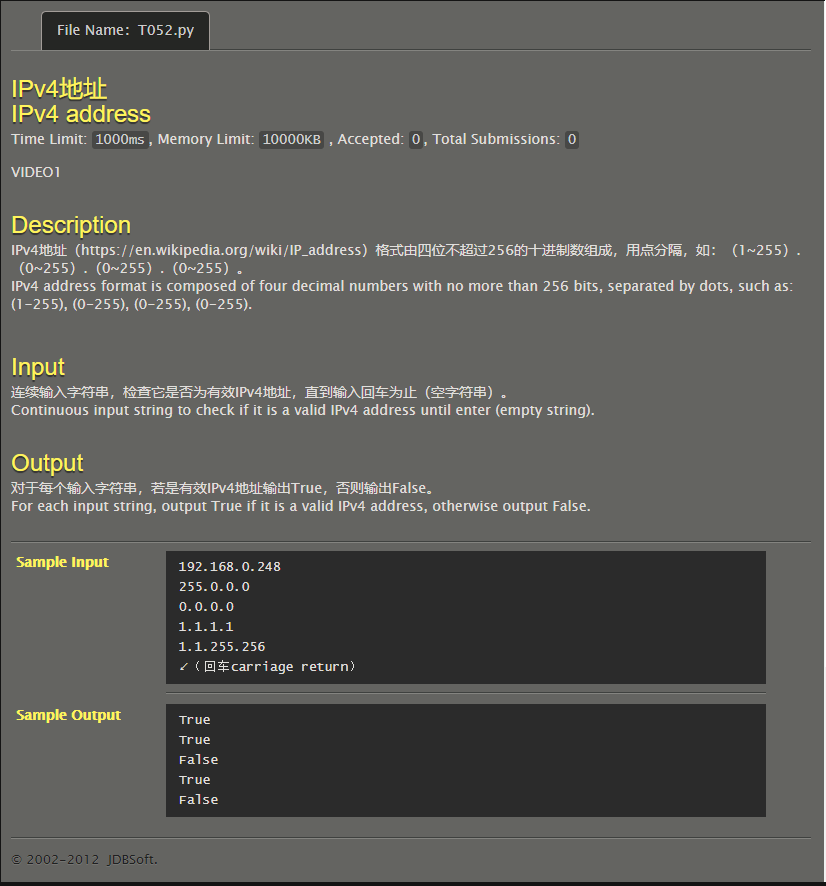 File Name: T052.py
IPv4地址
IPv4 address
Time Limit: 1000ms, Memory Limit: 10000KB , Accepted: 0, Total Submissions: 0
VIDEO1
Description
IPv4地址（https://en.wikipedia.org/wiki/IP_address）格式由四位不超过256的十进制数组成，用点分隔，如：（1~255）.
（0~255）.（0~255）.（0~255）。
IPv4 address format is composed of four decimal numbers with no more than 256 bits, separated by dots, such as:
(1-255), (0-255), (0-255), (0-255).
Input
连续输入字符串，检查它是否为有效IPv4地址，直到输入回车为止（空字符串）。
Continuous input string to check if it is a valid IPv4 address until enter (empty string).
Output
对于每个输入字符串，若是有效IPv4地址输出True，否则输出False。
For each input string, output True if it is a valid IPv4 address, otherwise output False.
Sample Input
192.168.0.248
255.0.0.0
0.0.0.0
1.1.1.1
1.1.255.256
↙（回车carriage return）
Sample Output
True
True
False
True
False
© 2002-2012 JDBSoft.